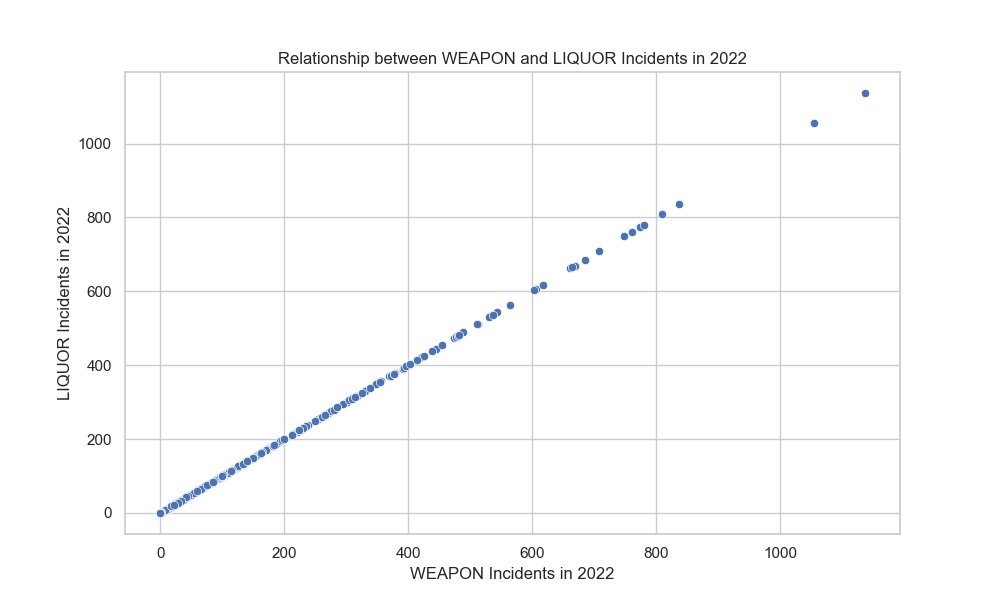 Relationship between WEAPON and LIQUOR Incidents in 2022
1000
800
600
400
200
0
LIQUOR Incidents in 2022
0 200 400 600 800 1000
WEAPON Incidents in 2022